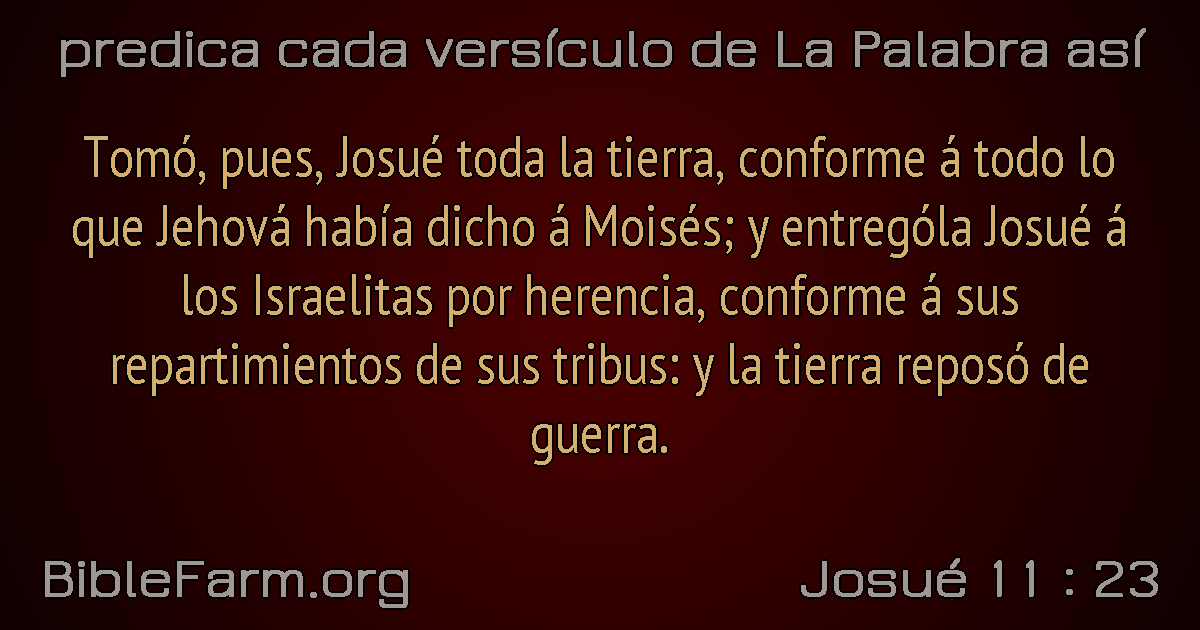 predica cada versículo de La Palabra así
Tomó, pues, Josué toda la tierra, conforme á todo lo
que Jehová había dicho á Moisés; y entrególa Josué á
los Israelitas por herencia, conforme á sus
repartimientos de sus tribus: y la tierra reposó de
guerra.
BibleFarm.org
Josué 11 : 23